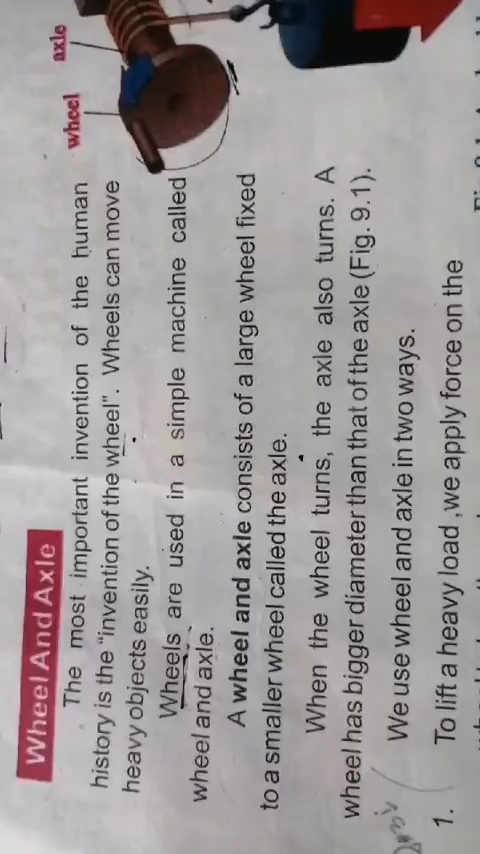 axle
wheel
Wheel And Axle
The most important invention of the human
history is the "invention of the wheel". Wheels can move
heavy objects easily.
Wheels are used in a simple machine called
wheel and axle.
A wheel and axle consists of a large wheel fixed
to a smaller wheel called the axle.
When the wheel turns, the axle also turns. A
wheel has bigger diameter than that of the axle (Fig. 9.1).
We use wheel and axle in two ways.
1. To lift a heavy load ,we apply force on the